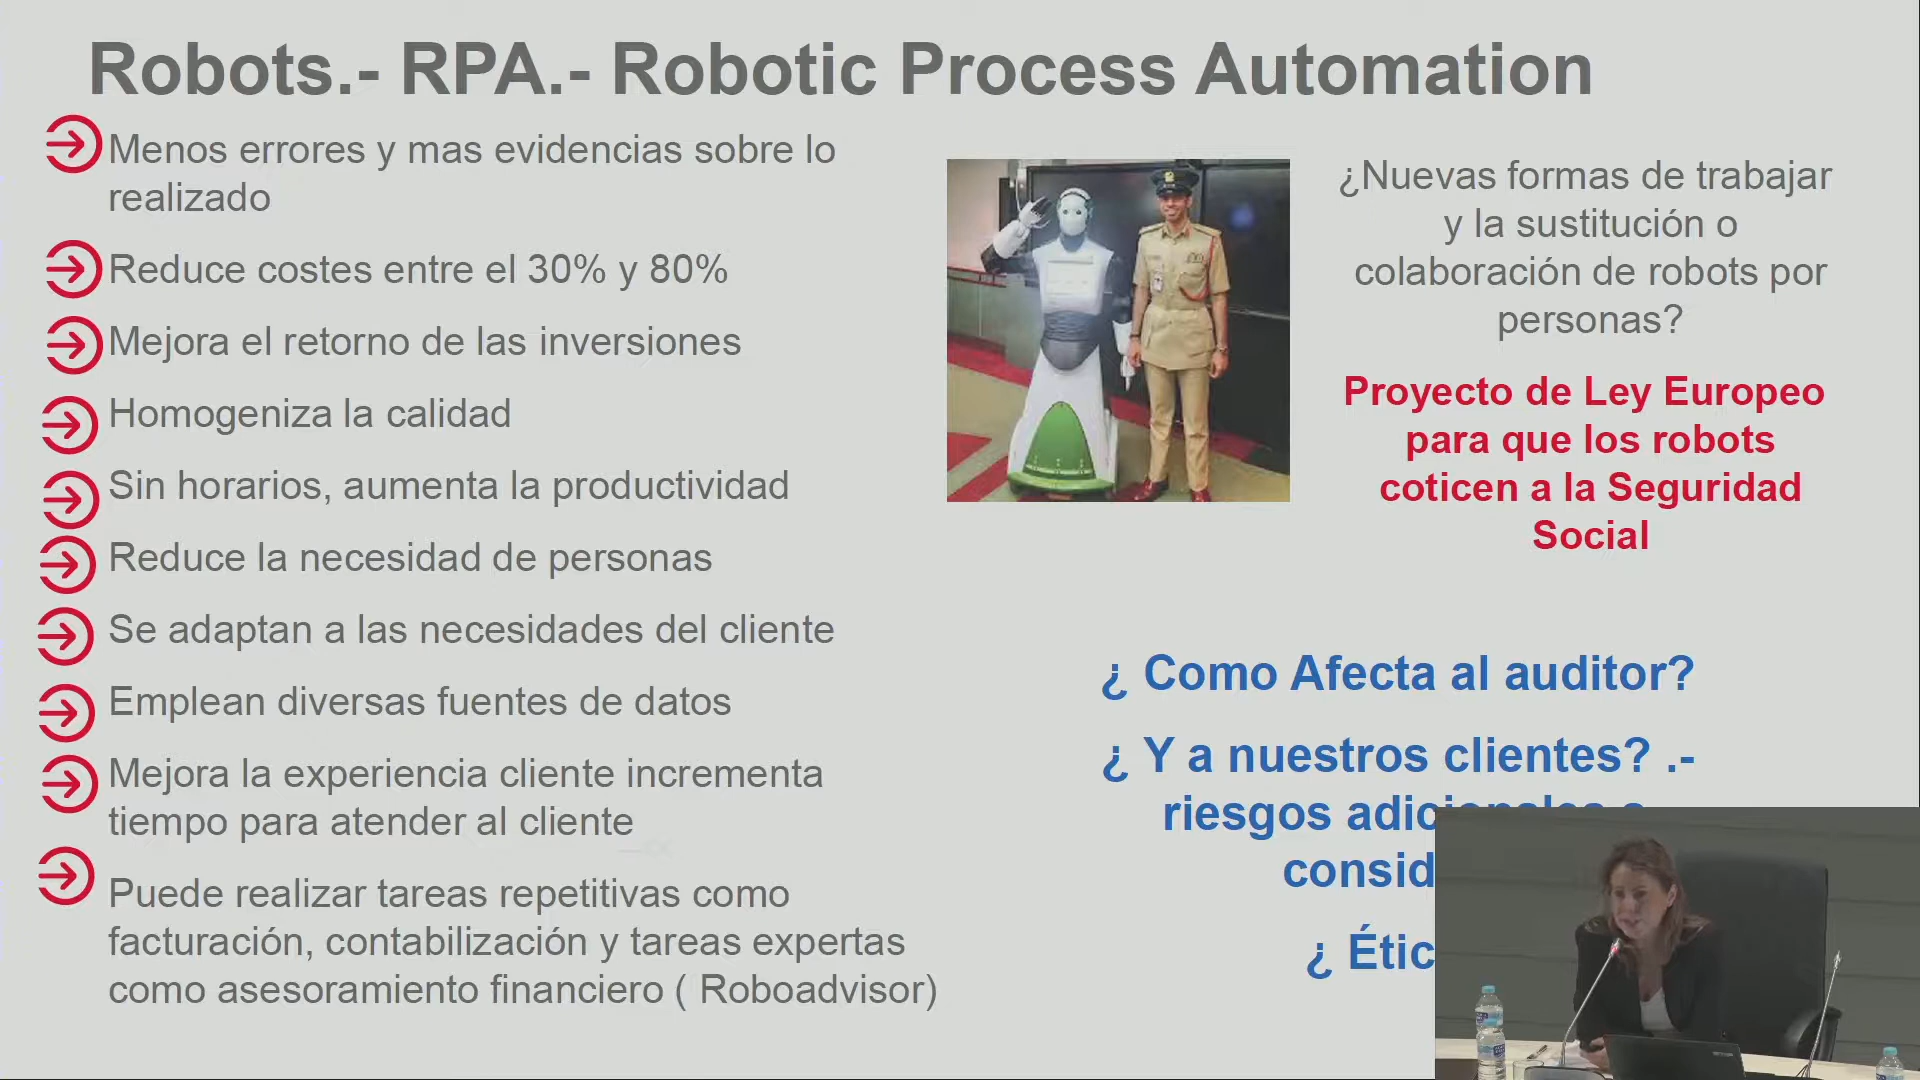 Robots.- RPA.- Robotic Process Automation
Menos errores y mas evidencias sobre lo
realizado
Reduce costes entre el 30% y 80%
Mejora el retorno de las inversiones
Homogeniza la calidad
Sin horarios, aumenta la productividad
Reduce la necesidad de personas
Se adaptan a las necesidades del cliente
Emplean diversas fuentes de datos
Mejora la experiencia cliente incrementa
tiempo para atender al cliente
Puede realizar tareas repetitivas como
facturación, contabilización y tareas expertas
como asesoramiento financiero ( Roboadvisor)
¿Nuevas formas de trabajar
y la sustitución o
colaboración de robots por
personas?
Proyecto de Ley Europeo
para que los robots
coticen a la Seguridad
Social
¿ Como Afecta al auditor?
¿ Y a nuestros clientes? .-
riesgos adicionales a
consid
¿ Étic